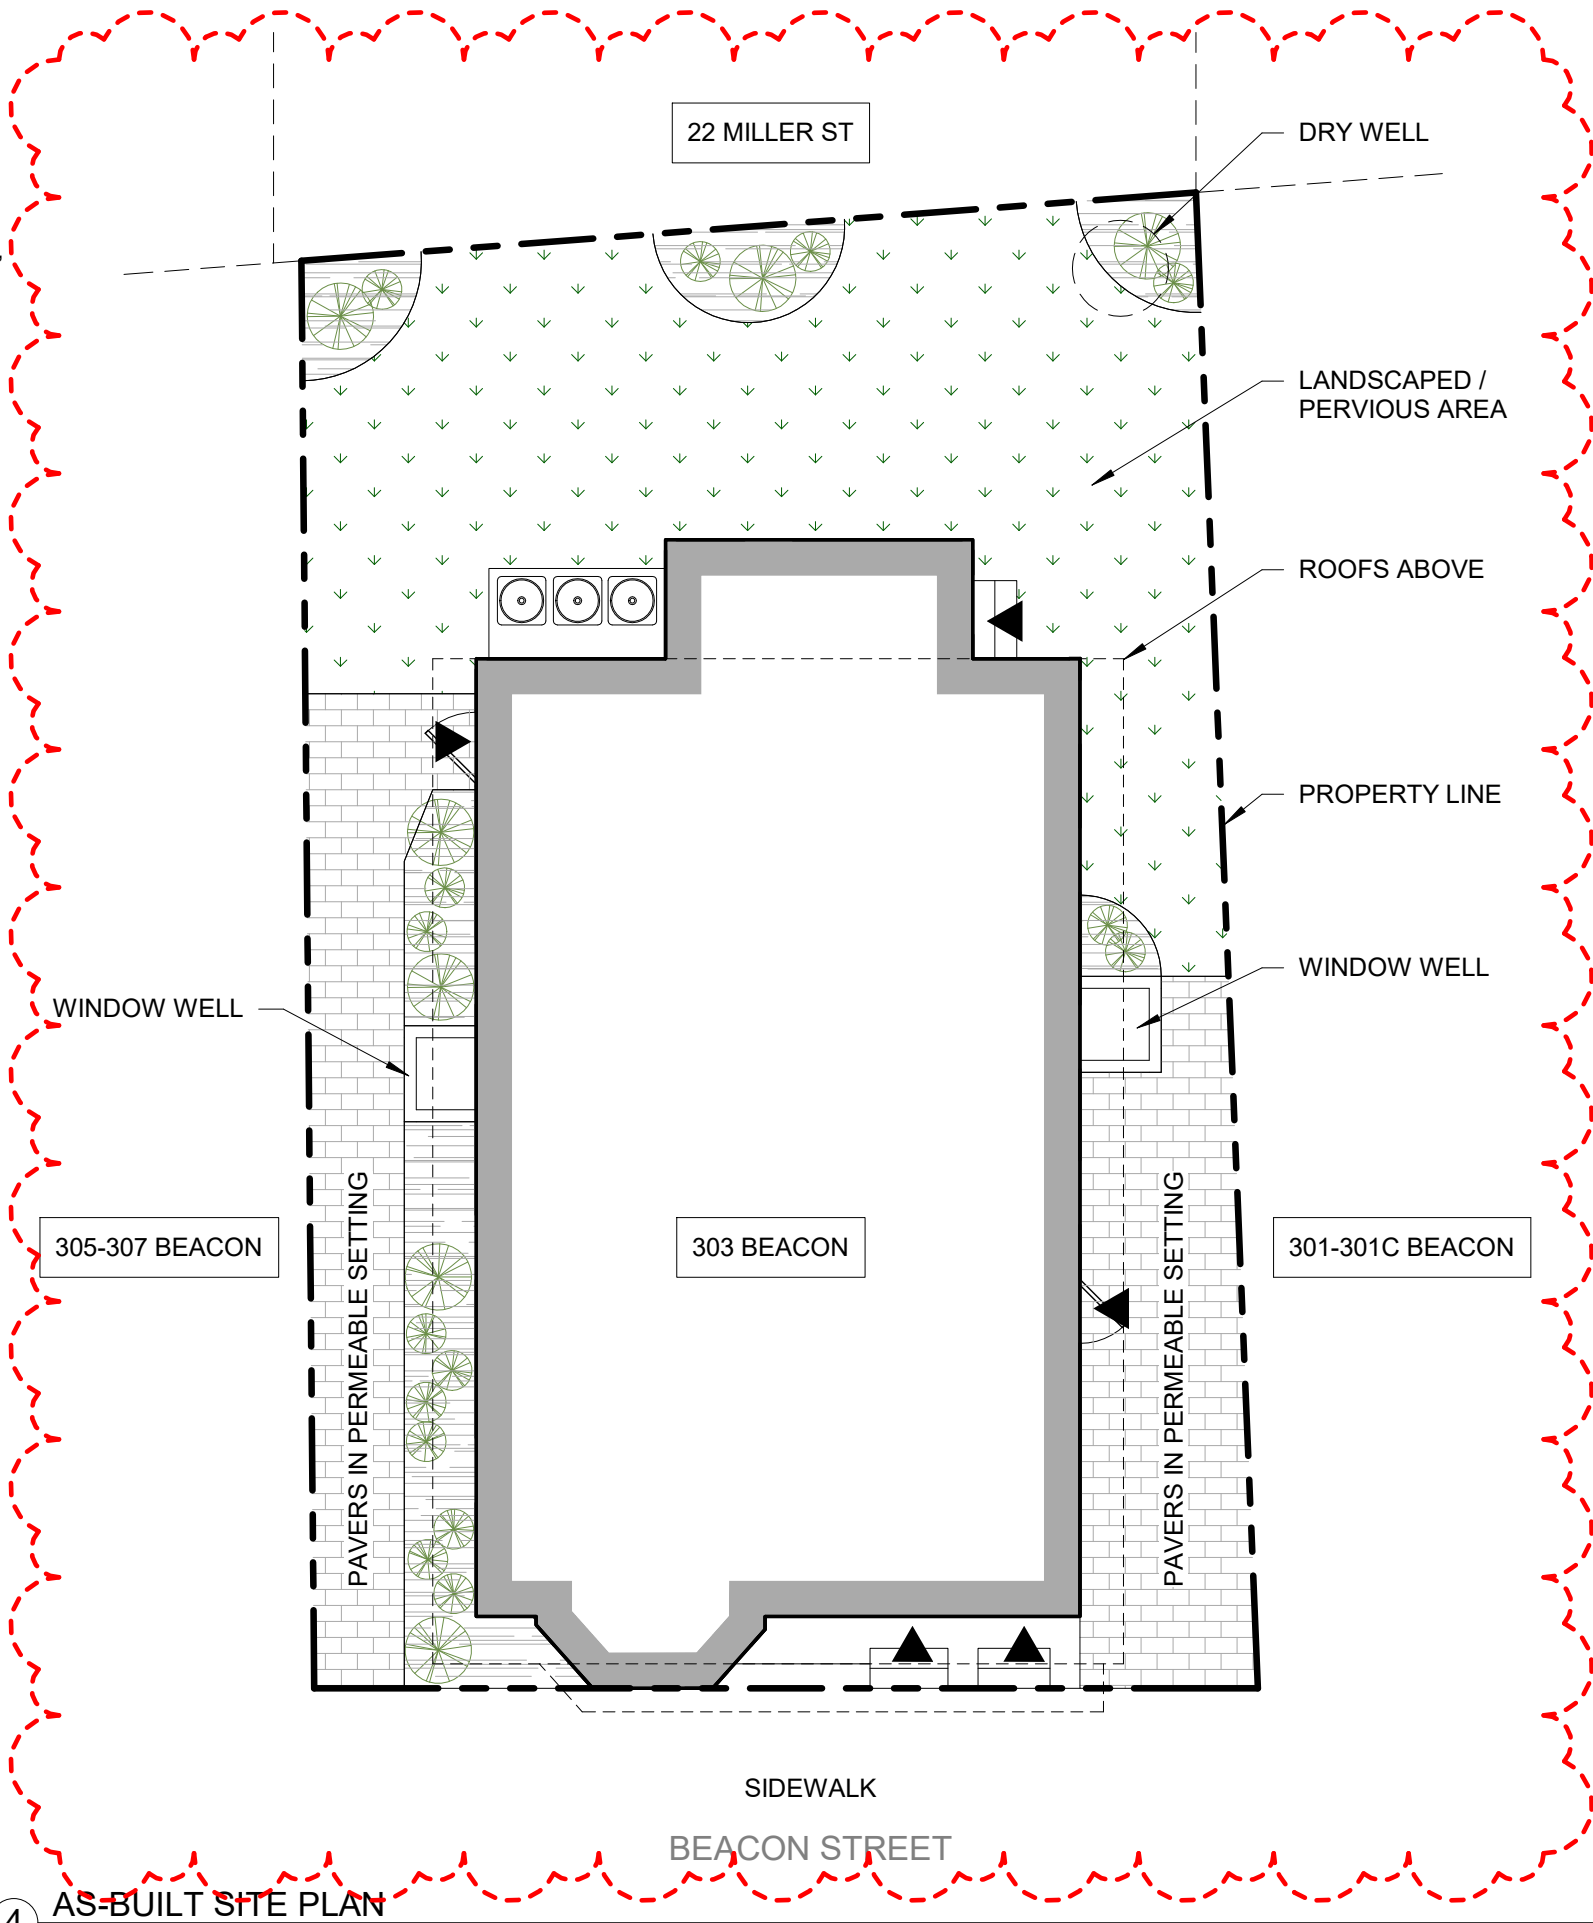 22 MILLER ST
DRY WELL
LANDSCAPED /
PERVIOUS AREA
ROOFS ABOVE
PROPERTY LINE
WINDOW WELL
WINDOW WELL
PAVERS IN PERMEABLE SETTING
PAVERS IN PERMEABLE SETTING
305-307 BEACON
303 BEACON
301-301C BEACON
SIDEWALK
BEACON STREET
4
AS-BUILT SITE PLAN